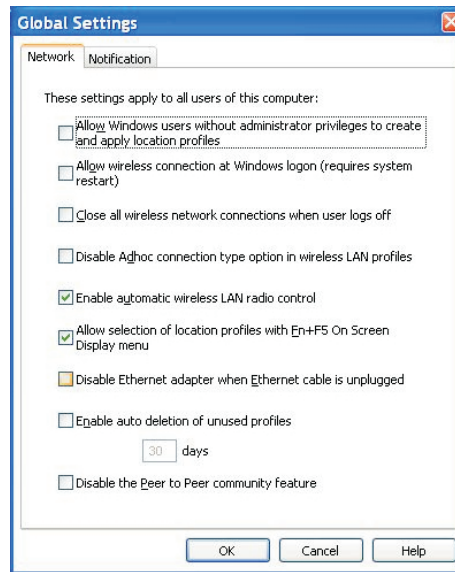 Global Settings
Network Notification
These settings apply to all users of this computer:
Allow Windows users without administrator privileges to create
and apply location profiles
Allow wireless connection at Windows logon (requires system
restart)
Close all wireless network connections when user logs off
Disable Adhoc connection type option in wireless LAN profiles
Enable automatic wireless LAN radio control
Allow selection of location profiles with Fn+F5 On Screen
Display menu
Disable Ethernet adapter when Ethernet cable is unplugged
Enable auto deletion of unused profiles
30 days
Disable the Peer to Peer community feature
OK Cancel Help